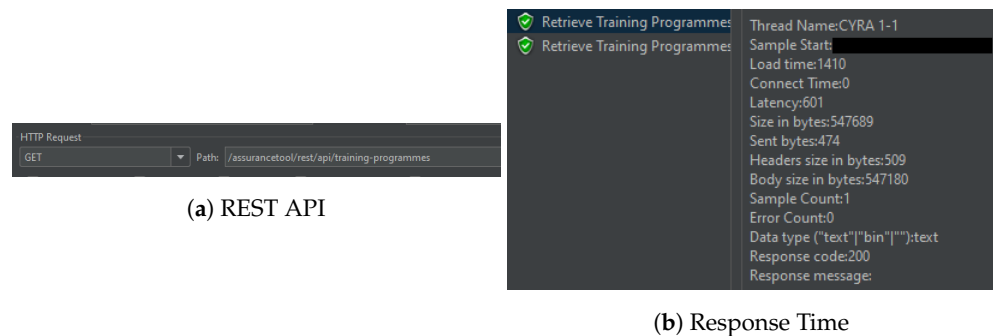 HTTP Request
GET Path: /assurancetool/rest/api/training-programmes
(a) REST API
Retrieve Training Programmes
Retrieve Training Programmes
Thread Name:CYRA 1-1
Sample Start:
Load time:1410
Connect Time:0
Latency:601
Size in bytes:547689
Sent bytes:474
Headers size in bytes:509
Body size in bytes:547180
Sample Count:1
Error Count:0
Data type ("text"|"bin"|""):text
Response code:200
Response message:
(b) Response Time